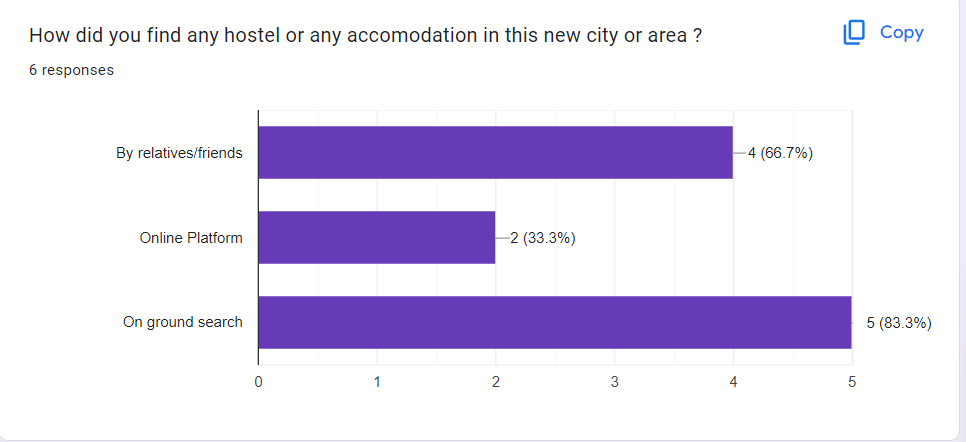 How did you find any hostel or any accomodation in this new city or area ?
Copy
6 responses
By relatives/friends
4 (66.7%)
Online Platform
2 (33.3%)
On ground search
5 (83.3%)
0 1 2 3 4 5